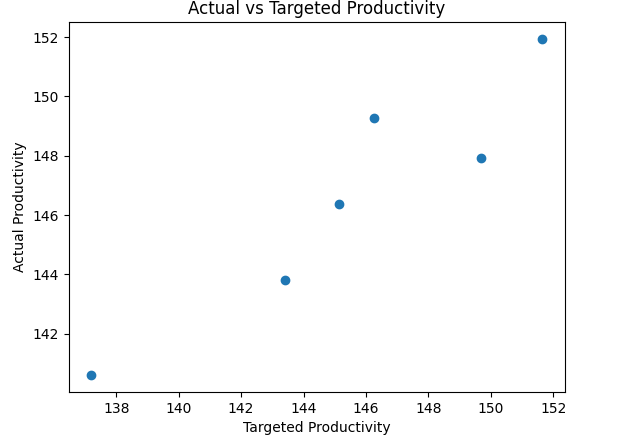 Actual vs Targeted Productivity
152
150
148
146
144
142
Actual Productivity
138 140 142 144 146 148 150 152
Targeted Productivity